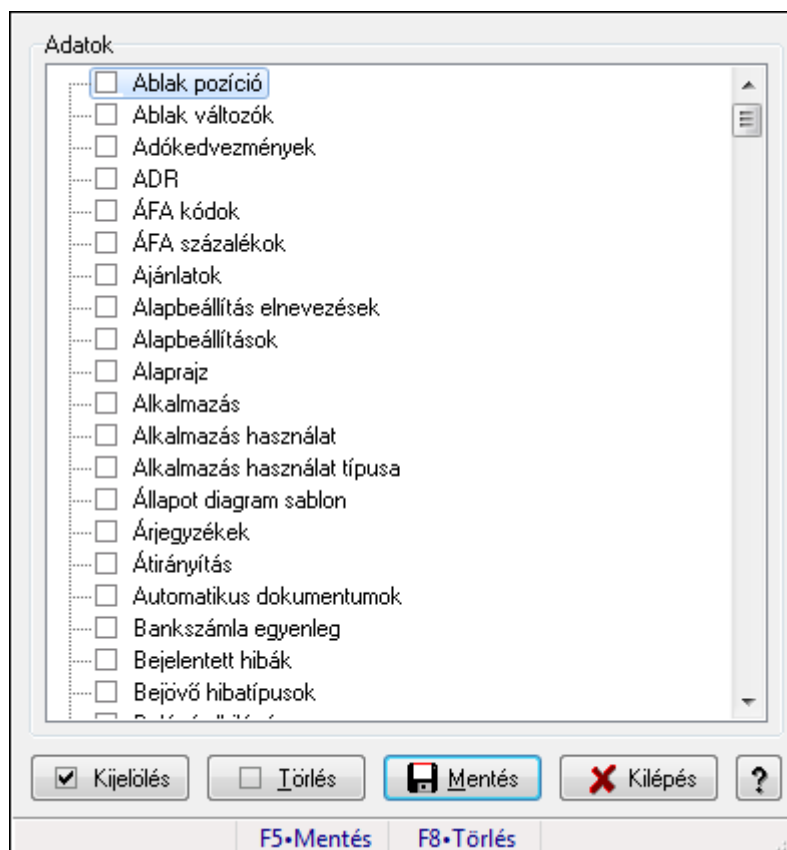 Adatok
Ablak pozíció
Ablak változók
Adókedvezmények
ADR
ÁFA kódok
ÁFA százalékok
Ajánlatok
Alapbeállítás elnevezések
Alapbeállítások
Alaprajz
Alkalmazás
Alkalmazás használat
Alkalmazás használat típusa
Állapot diagram sablon
Árjegyzékek
Átirányítás
Automatikus dokumentumok
Bankszámla egyenleg
Bejelentett hibák
Bejövő hibatípusok
Kijelölés Törlés Mentés Kilépés ?
F5•Mentés F8•Törlés